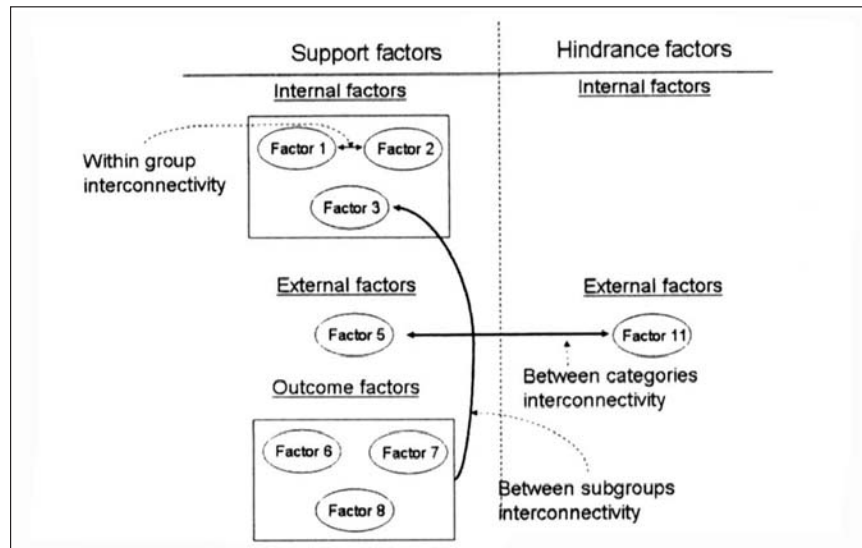 Support factors
Hindrance factors
Internal factors
Internal factors
Factor 1
Factor 2
Within group
interconnectivity
Factor 3
External factors
External factors
Factor 5
Factor 11
Between categories
interconnectivity
Outcome factors
Factor 6
Factor 7
Between subgroups
interconnectivity
Factor 8